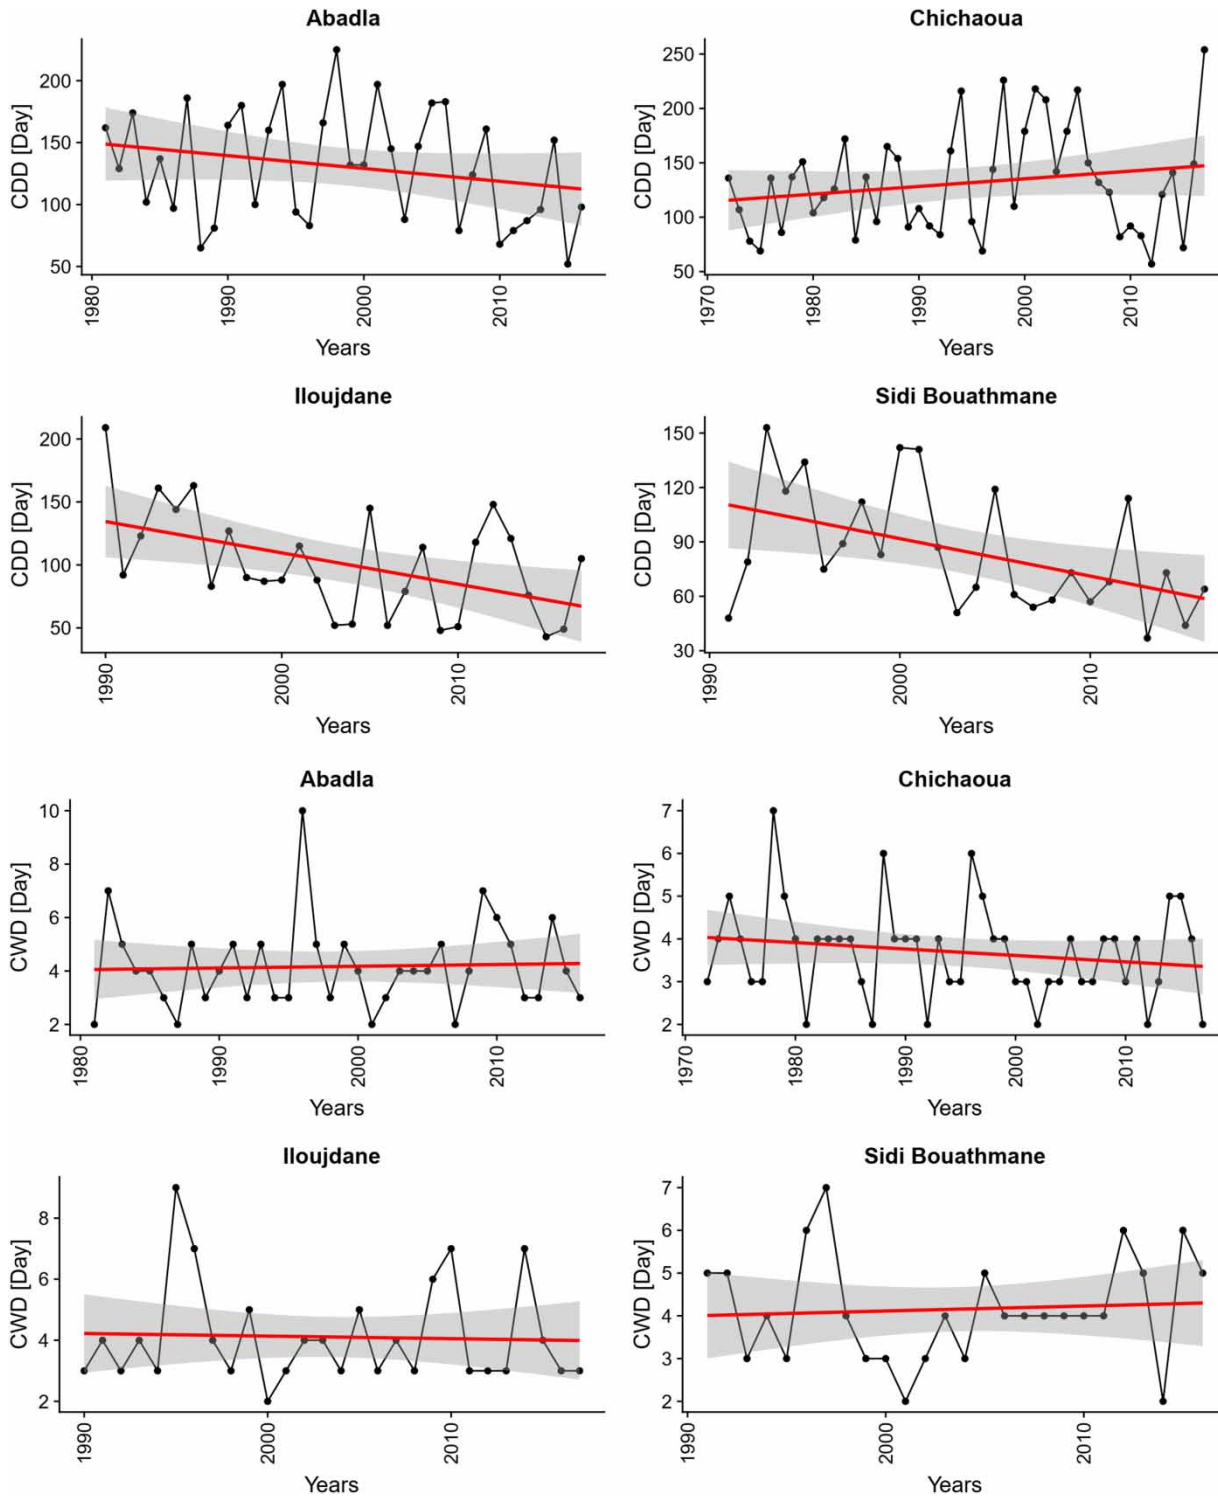 Abadla
CDD [Day]
200
150
100
50
1980
1990
2000
2010
Years
Chichaoua
CDD [Day]
250
200
150
100
50
1970
1980
1990
2000
2010
Years
Iloujdane
CDD [Day]
200
150
100
50
1990
2000
2010
Years
Sidi Bouathmane
CDD [Day]
150
120
90
60
30
1990
2000
2010
Years
Abadla
CWD [Day]
10
8
6
4
2
1980
1990
2000
2010
Years
Chichaoua
CWD [Day]
7
6
5
4
3
2
1970
1980
1990
2000
2010
Years
Iloujdane
CWD [Day]
8
6
4
2
1990
2000
2010
Years
Sidi Bouathmane
CWD [Day]
7
6
5
4
3
2
1990
2000
2010
Years